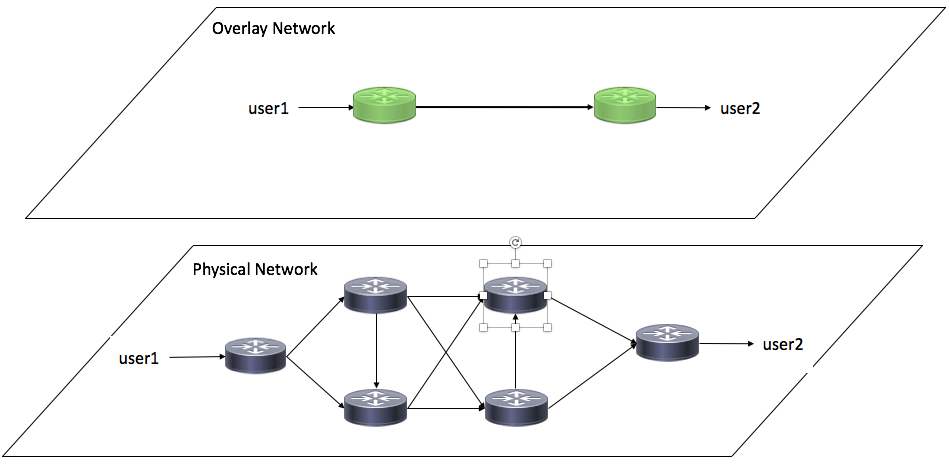 Overlay Network
user1
user2
Physical Network
user1
user2